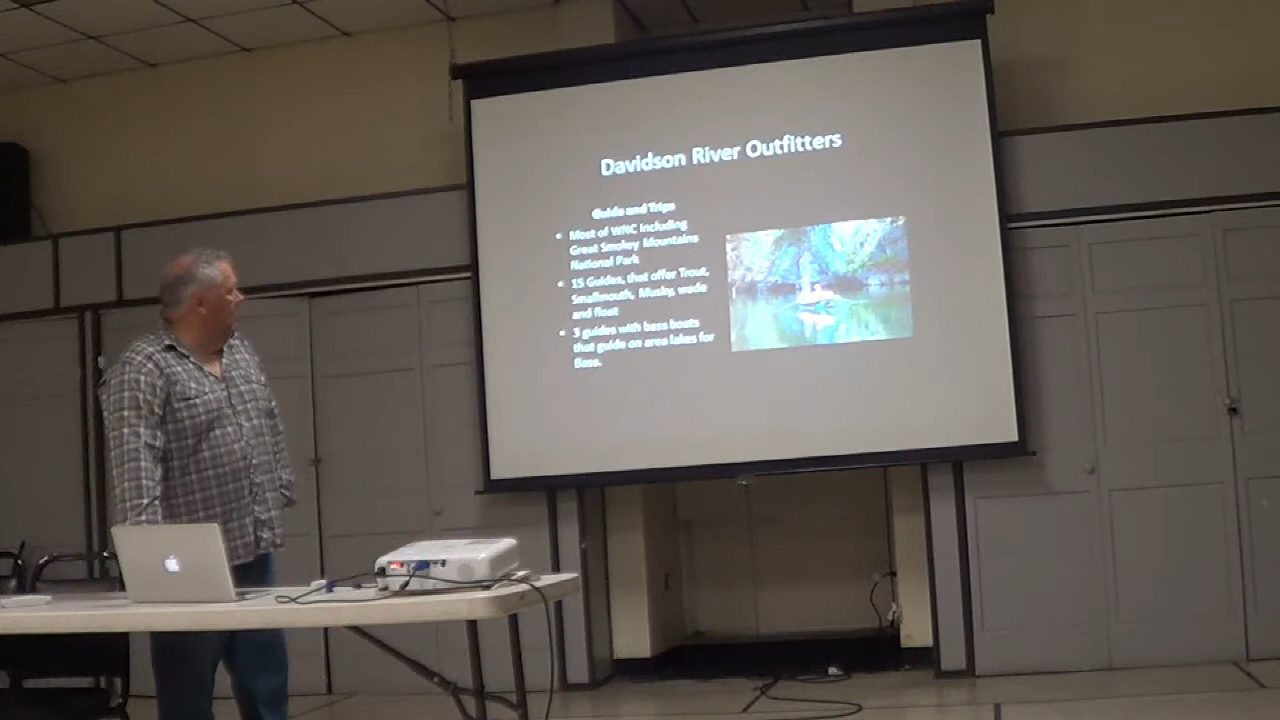 Davidson River Outfitters
Guide and Trips
• Most of WNC Including
Great Smokey Mountains
National Park
• 15 Guides, that offer Trout,
Smallmouth, Musky, wade
and float
• 3 guides with bass boats
that guide on area lakes for
Bass.